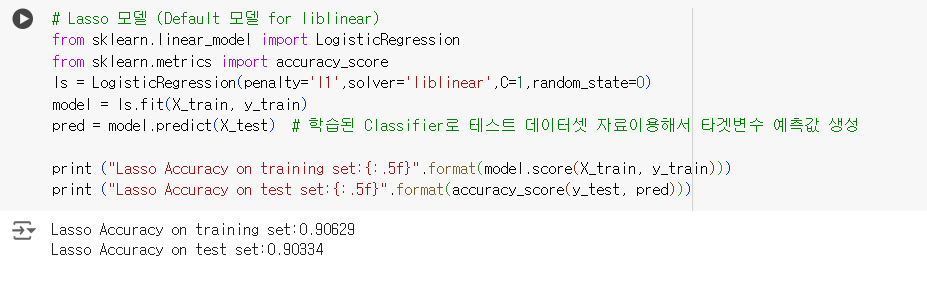 # Lasso 모델 (Default 모델 for liblinear)
from sklearn.linear_model import LogisticRegression
from sklearn.metrics import accuracy_score
ls = LogisticRegression(penalty='l1',solver='liblinear',C=1,random_state=0)
model = ls.fit(X_train, y_train)
pred = model.predict(X_test)  # 학습된 Classifier로 테스트 데이터셋 자료이용해서 타겟변수 예측값 생성
print ("Lasso Accuracy on training set:{:.5f}".format(model.score(X_train, y_train)))
print ("Lasso Accuracy on test set:{:.5f}".format(accuracy_score(y_test, pred)))
Lasso Accuracy on training set:0.90629
Lasso Accuracy on test set:0.90334